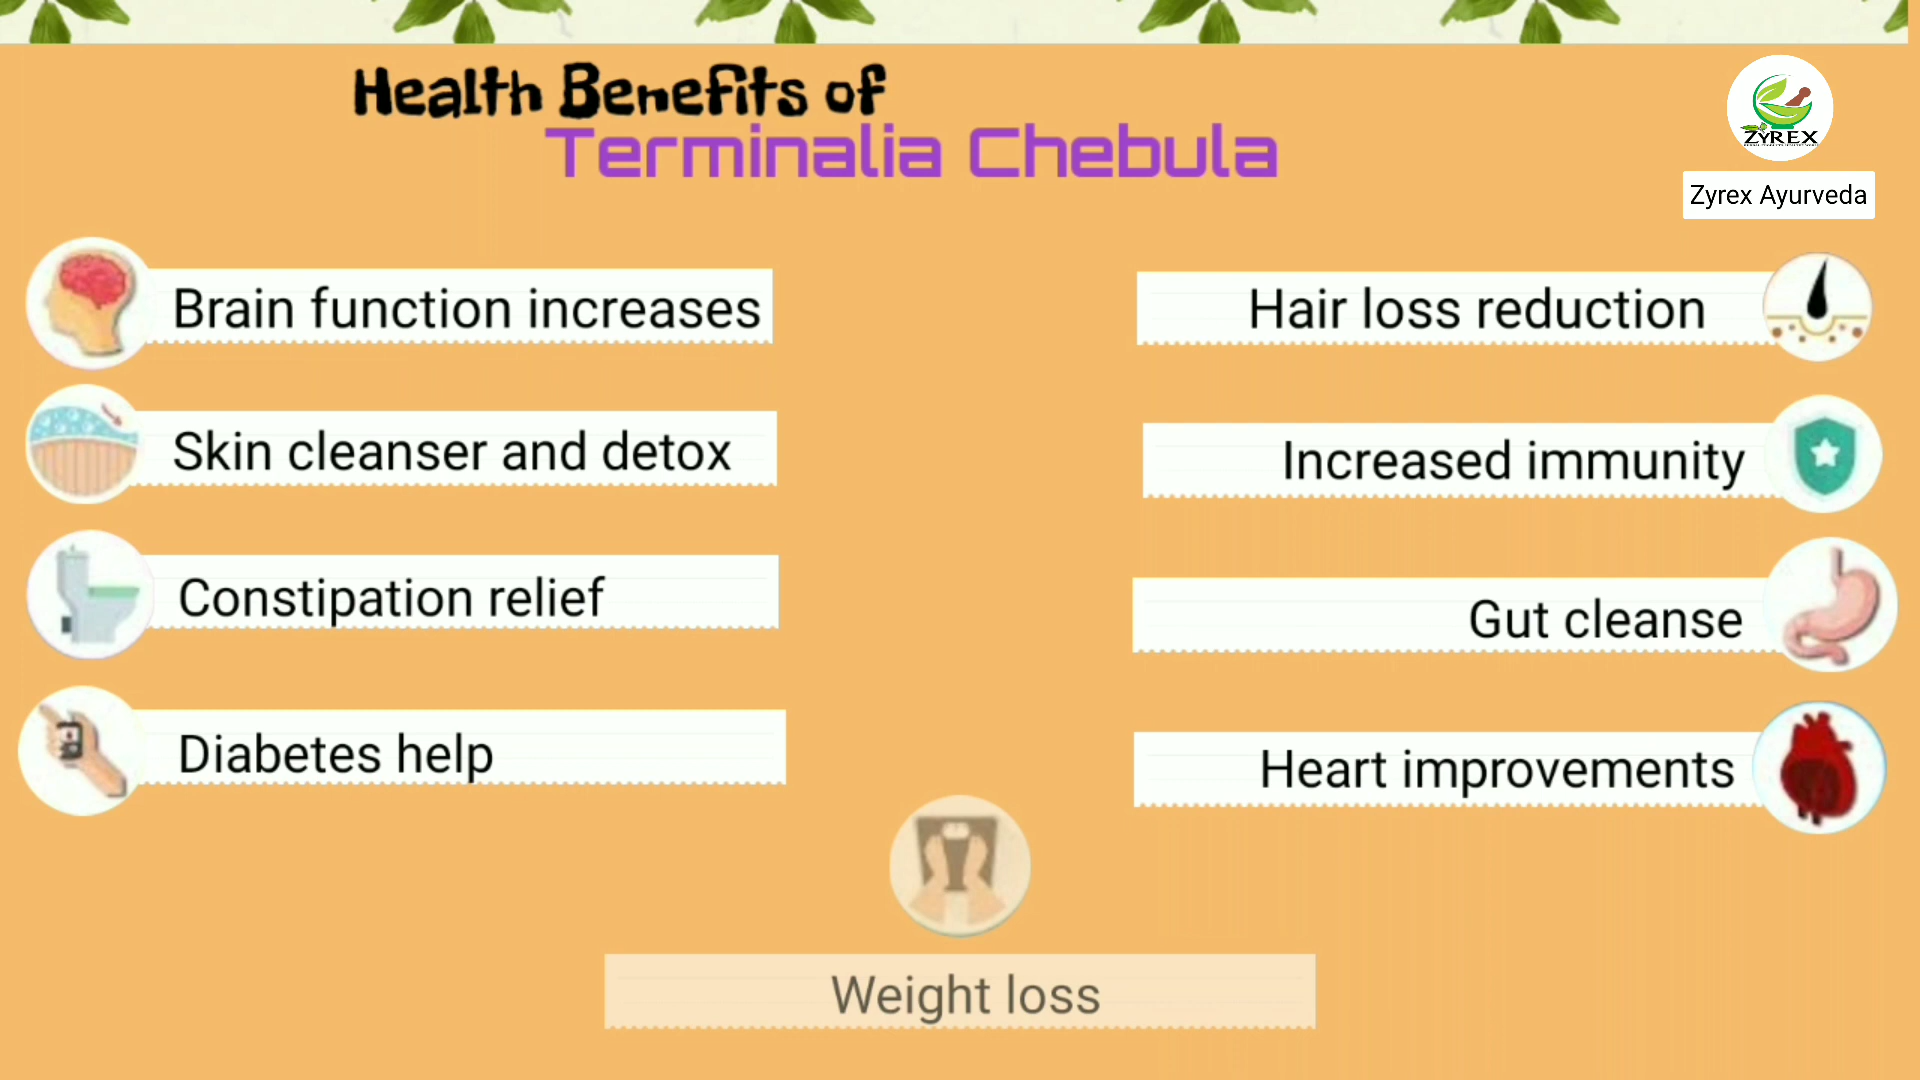 Health Benefits of
Terminalia Chebula
ZYREX
Zyrex Ayurveda
Brain function increases
Skin cleanser and detox
Constipation relief
Diabetes help
Hair loss reduction
Increased immunity
Gut cleanse
Heart improvements
Weight loss